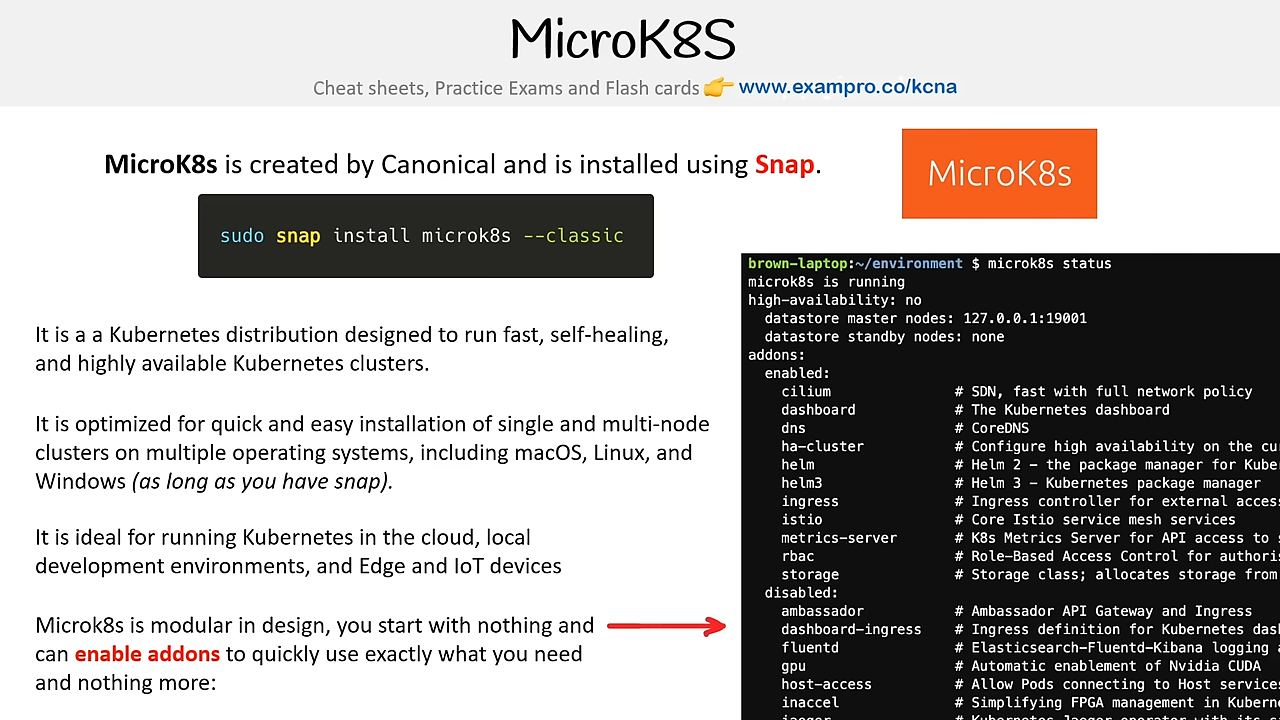 MicroK8S
Cheat sheets, Practice Exams and Flash cards 👉 www.exampro.co/kcna
MicroK8s is created by Canonical and is installed using Snap.
MicroK8s
sudo snap install microk8s --classic
It is a a Kubernetes distribution designed to run fast, self-healing,
and highly available Kubernetes clusters.
It is optimized for quick and easy installation of single and multi-node
clusters on multiple operating systems, including macOS, Linux, and
Windows (as long as you have snap).
It is ideal for running Kubernetes in the cloud, local
development environments, and Edge and IoT devices
Microk8s is modular in design, you start with nothing and
can enable addons to quickly use exactly what you need
and nothing more:
brown-laptop:~/environment $ microk8s status
microk8s is running
high-availability: no
datastore master nodes: 127.0.0.1:19001
datastore standby nodes: none
addons:
enabled:
cilium # SDN, fast with full network policy
dashboard # The Kubernetes dashboard
dns # CoreDNS
ha-cluster # Configure high availability on the cu
helm # Helm 2 – the package manager for Kube
helm3 # Helm 3 – Kubernetes package manager
ingress # Ingress controller for external acces
istio # Core Istio service mesh services
metrics-server # K8s Metrics Server for API access to s
rbac # Role-Based Access Control for authoris
storage # Storage class; allocates storage from
disabled:
ambassador # Ambassador API Gateway and Ingress
dashboard-ingress # Ingress definition for Kubernetes dash
fluentd # Elasticsearch-Fluentd-Kibana logging a
gpu # Automatic enablement of Nvidia CUDA
host-access # Allow Pods connecting to Host services
inaccel # Simplifying FPGA management in Kubern